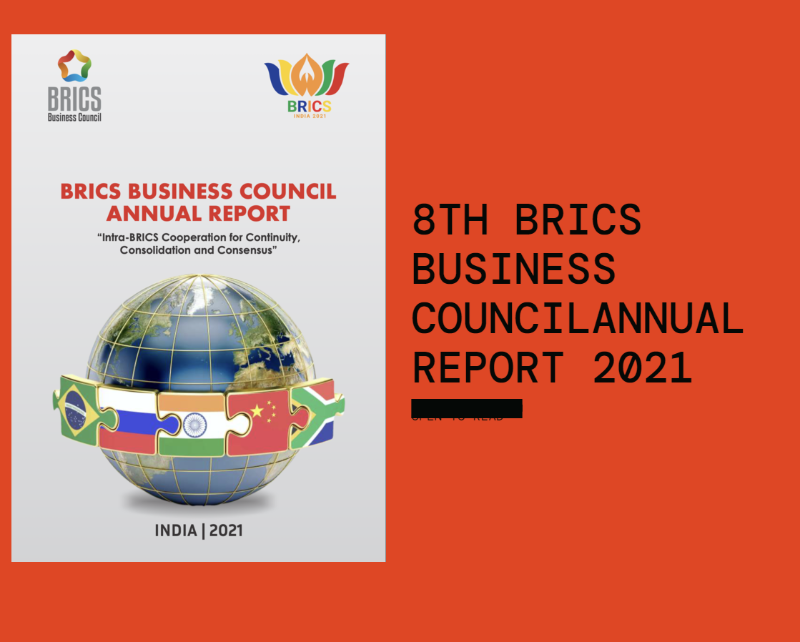 BRICS
Business Council
BRICS
INDIA 2021
BRICS BUSINESS COUNCIL
ANNUAL REPORT
“Intra-BRICS Cooperation for Continuity,
Consolidation and Consensus”
INDIA | 2021
8TH BRICS
BUSINESS
COUNCILANNUAL
REPORT 2021